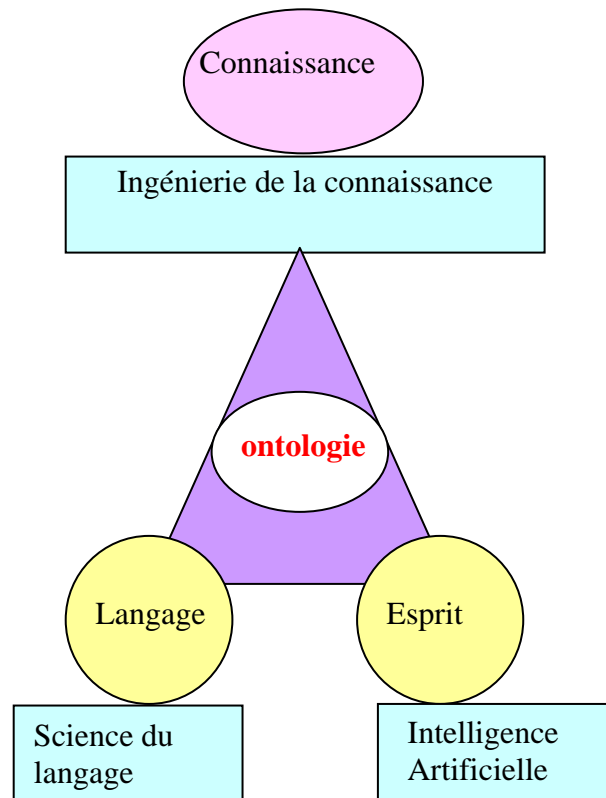 Connaissance
Ingénierie de la connaissance
ontologie
Langage
Esprit
Science du
langage
Intelligence
Artificielle